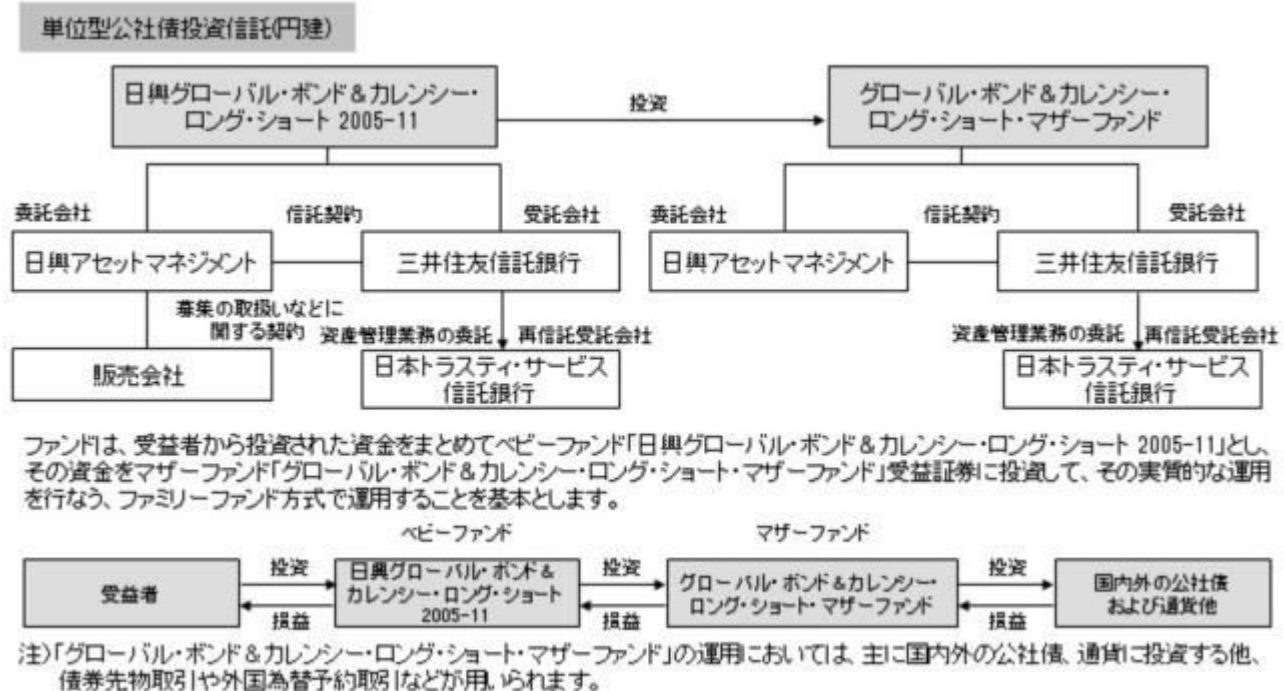 単位型公社債投資信託(円建)
日興グローバル・ボンド＆カレンシー・
ロング・ショート 2005-11
投資
グローバル・ボンド＆カレンシー・
ロング・ショート・マザーファンド
委託会社
信託契約
受託会社
委託会社
信託契約
受託会社
日興アセットマネジメント
三井住友信託銀行
日興アセットマネジメント
三井住友信託銀行
募集の取扱いなどに
関する契約
資産管理業務の委託
再信託受託会社
資産管理業務の委託
再信託受託会社
販売会社
日本トラスティ・サービス
信託銀行
日本トラスティ・サービス
信託銀行
ファンドは、受益者から投資された資金をまとめてベビーファンド「日興グローバル・ボンド＆カレンシー・ロング・ショート 2005-11」とし、
その資金をマザーファンド「グローバル・ボンド＆カレンシー・ロング・ショート・マザーファンド」受益証券に投資して、その実質的な運用
を行なう、ファミリーファンド方式で運用することを基本とします。
ベビーファンド
マザーファンド
受益者
投資
損益
日興グローバル・ボンド＆
カレンシー・ロング・ショート
2005-11
投資
損益
グローバル・ボンド＆カレンシー・
ロング・ショート・マザーファンド
投資
損益
国内外の公社債
および通貨他
注)「グローバル・ボンド＆カレンシー・ロング・ショート・マザーファンド」の運用においては、主に国内外の公社債、通貨に投資する他、
債券先物取引や外国為替予約取引などが用いられます。